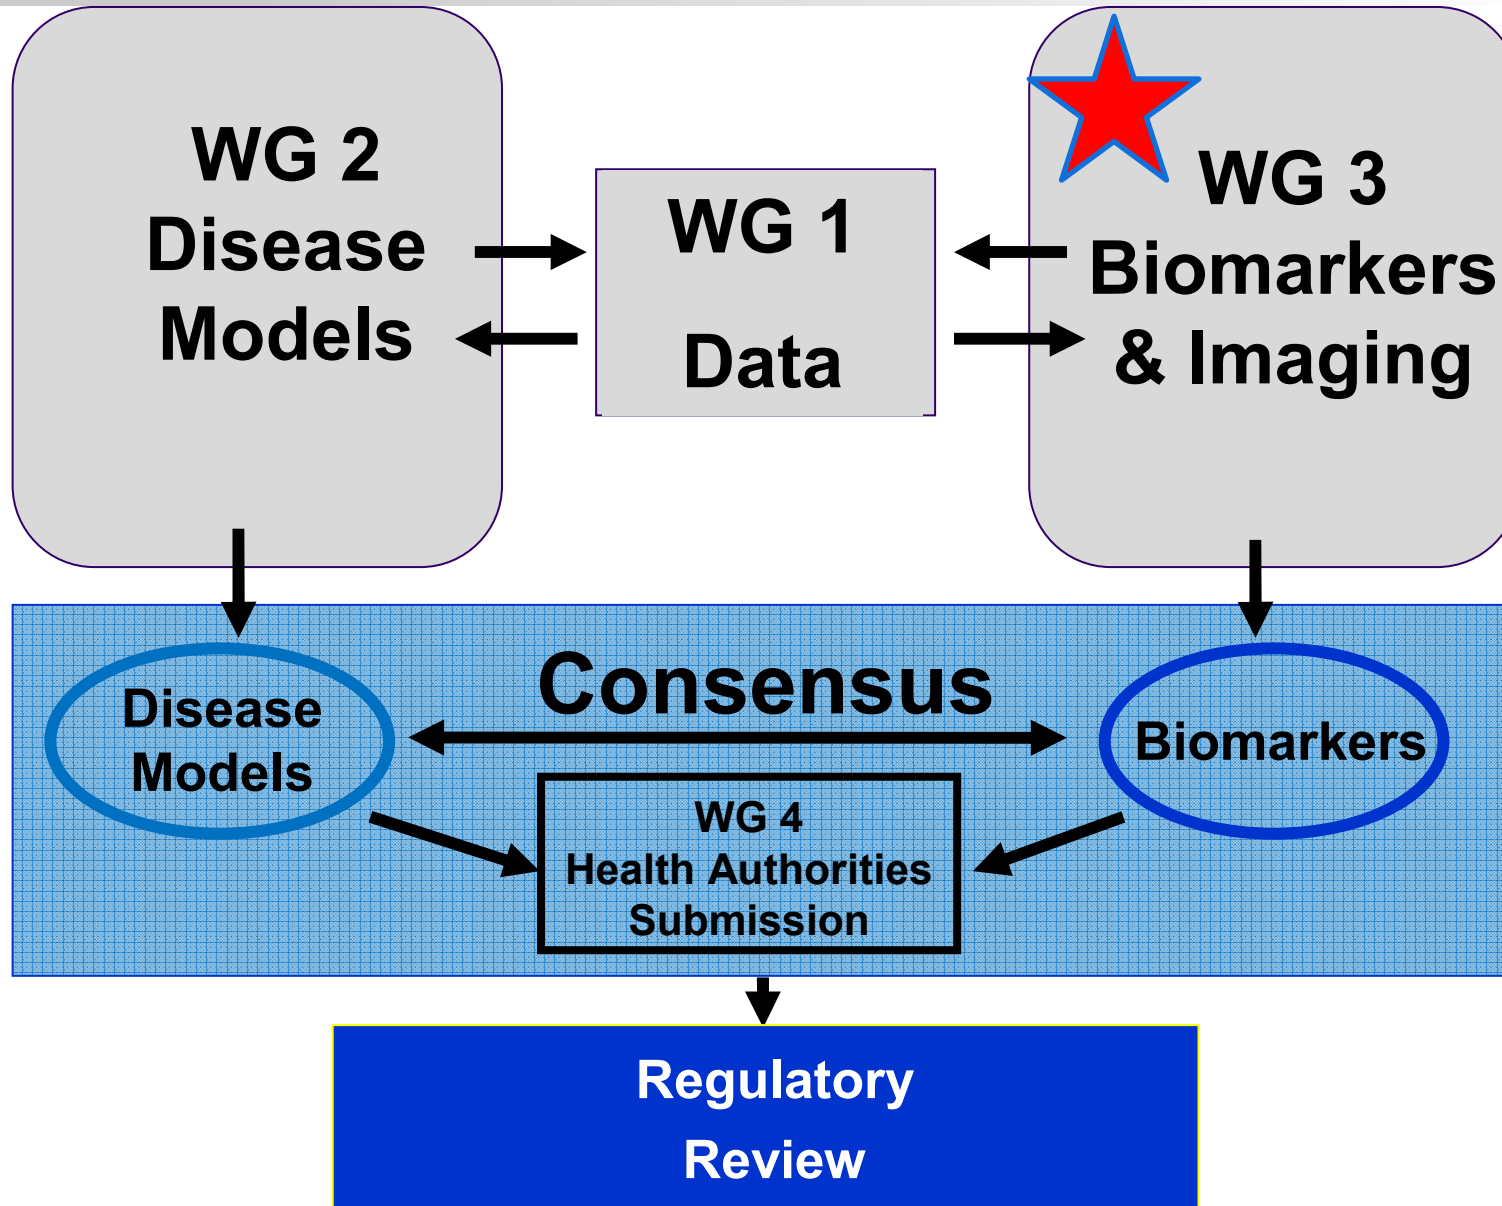 WG 2
Disease
Models
WG 1
Data
WG 3
Biomarkers
& Imaging
Consensus
Disease
Models
Biomarkers
WG 4
Health Authorities
Submission
Regulatory
Review